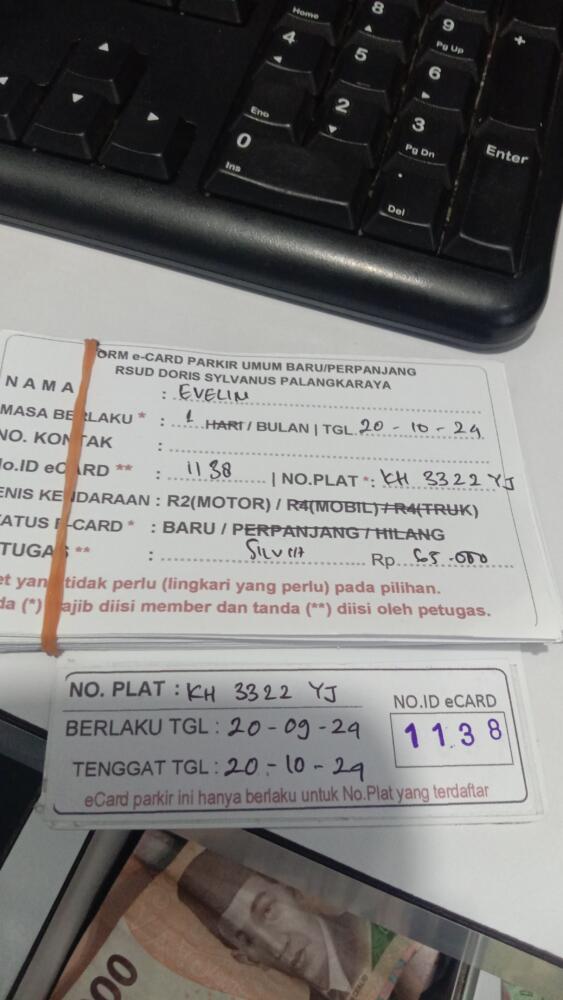 Home
8
9
Pg Up
+
4
5
6
End
2
3
Pg Dn
Enter
0
Ins
.
Del
ORM e-CARD PARKIR UMUM BARU/PERPANJANG
RSUD DORIS SYLVANUS PALANGKARAYA
NAMA : EVELIN
MASA BERLAKU * : 1 HARI / BULAN | TGL. 20 - 10 - 24
NO. KONTAK :
No.ID eCARD ** : 1138 | NO.PLAT *: KH 3322 YJ
ENIS KENDARAAN : R2(MOTOR) / R4(MOBIL) / R4(TRUK)
TATUS e-CARD * : BARU / PERPANJANG / HILANG
TUGAS ** : SILVIA Rp. .000
et yang tidak perlu (lingkari yang perlu) pada pilihan.
da (*) wajib diisi member dan tanda (**) diisi oleh petugas.
NO. PLAT : KH 3322 YJ
NO.ID eCARD
BERLAKU TGL : 20 - 09 - 24
1138
TENGGAT TGL : 20 - 10 - 24
eCard parkir ini hanya berlaku untuk No.Plat yang terdaftar